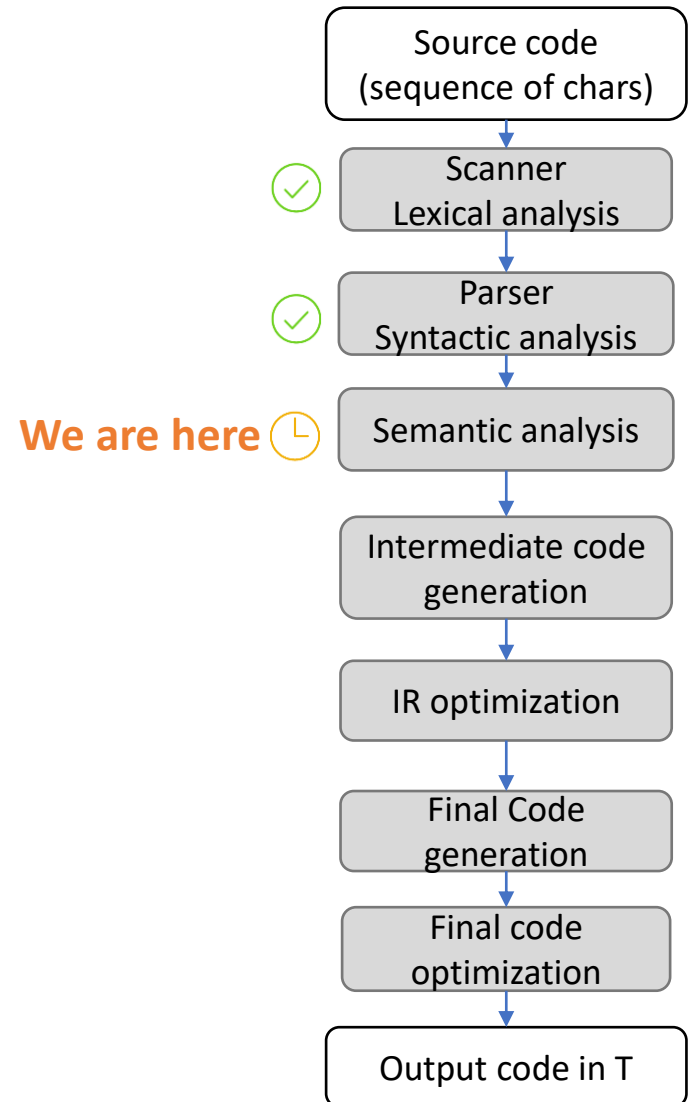 Source code
(sequence of chars)
Scanner
Lexical analysis
Parser
Syntactic analysis
We are here
Semantic analysis
Intermediate code
generation
IR optimization
Final Code
generation
Final code
optimization
Output code in T